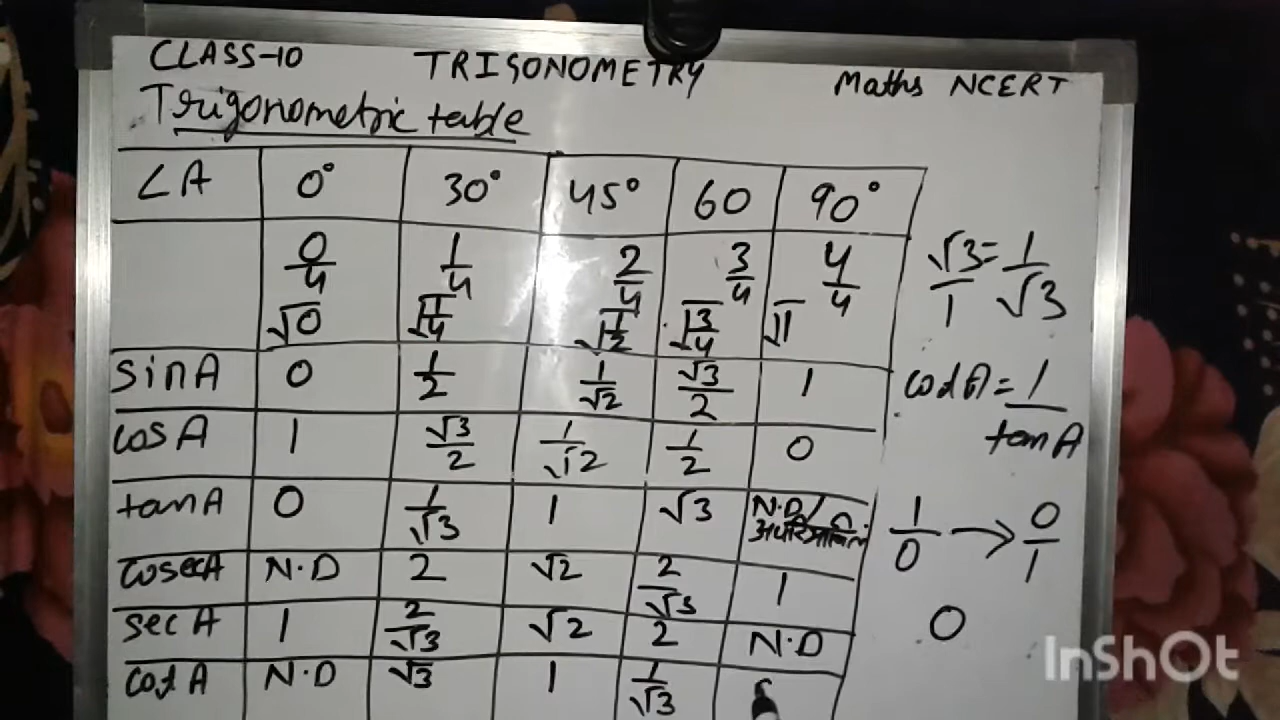 CLASS-10 TRIGONOMETRY Maths NCERT
Trigonometric table
∠A 0° 30° 45° 60 90°
0/4 1/4 2/4 3/4 4/4
√0 √1/4 √1/2 √3/4 √1
√3/1 = 1/√3
sinA 0 1/2 1/√2 √3/2 1
cotA = 1/tanA
cosA 1 √3/2 1/√2 1/2 0
tanA 0 1/√3 1 √3 N.D/
1/0 → 0/1
cosecA N.D 2 √2 2/√3 1
secA 1 2/√3 √2 2 N.D
0
cotA N.D √3 1 1/√3
InShOt